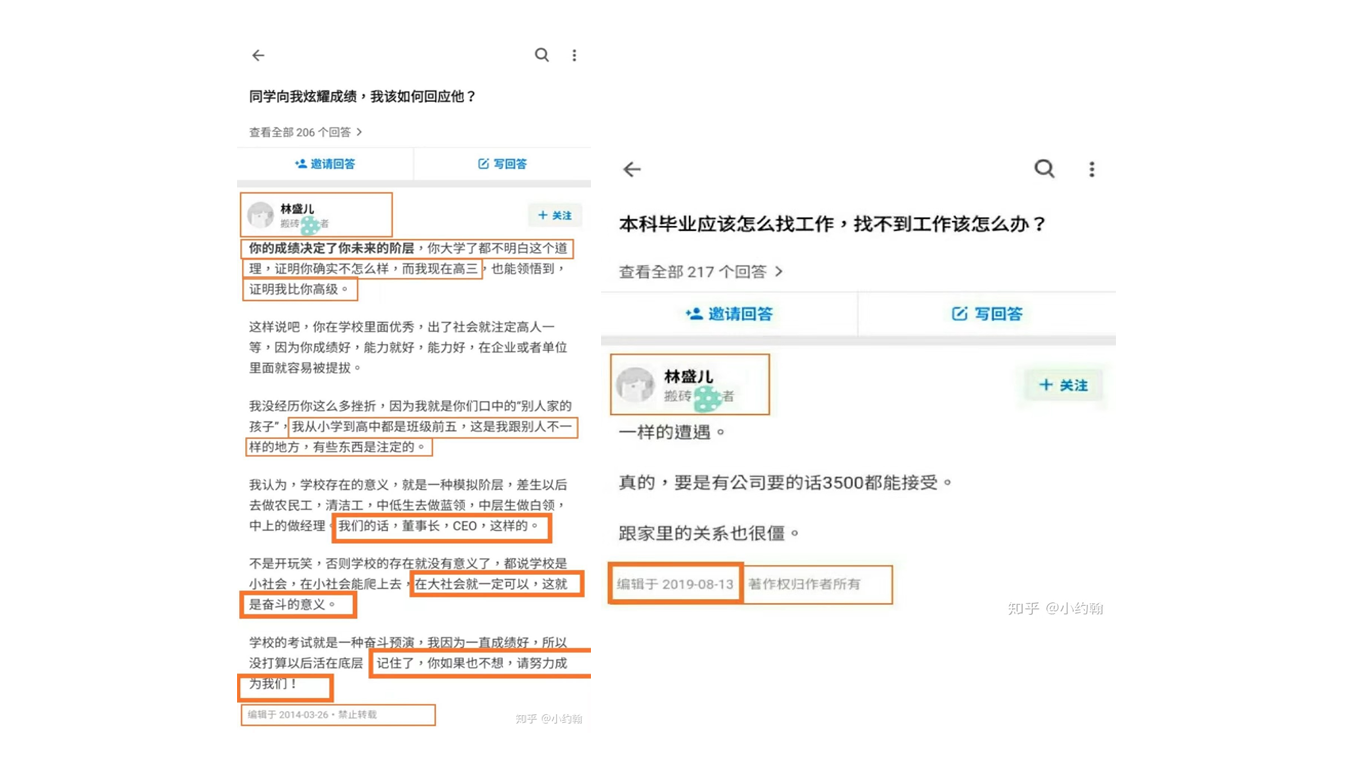 同学向我炫耀成绩，我该如何回应他？
查看全部 206 个回答 >
邀请回答
写回答
林盛儿
搬砖 者
+ 关注
你的成绩决定了你未来的阶层，你大学了都不明白这个道
理，证明你确实不怎么样，而我现在高三，也能领悟到，
证明我比你高级。
这样说吧，你在学校里面优秀，出了社会就注定高人一
等，因为你成绩好，能力就好，能力好，在企业或者单位
里面就容易被提拔。
我没经历你这么多挫折，因为我就是你们口中的“别人家的
孩子”，我从小学到高中都是班级前五，这是我跟别人不一
样的地方，有些东西是注定的。
我认为，学校存在的意义，就是一种模拟阶层，差生以后
去做农民工，清洁工，中低生去做蓝领，中层生做白领，
中上的做经理。我们的话，董事长，CEO，这样的。
不是开玩笑，否则学校的存在就没有意义了，都说学校是
小社会，在小社会能爬上去，在大社会就一定可以，这就
是奋斗的意义。
学校的考试就是一种奋斗预演，我因为一直成绩好，所以
没打算以后活在底层 记住了，你如果也不想，请努力成
为我们！
编辑于 2014-03-26・禁止转载
知乎 @小约翰
本科毕业应该怎么找工作，找不到工作该怎么办？
查看全部 217 个回答 >
邀请回答
写回答
林盛儿
搬砖 者
+ 关注
一样的遭遇。
真的，要是有公司要的话3500都能接受。
跟家里的关系也很僵。
编辑于 2019-08-13
著作权归作者所有
知乎 @小约翰